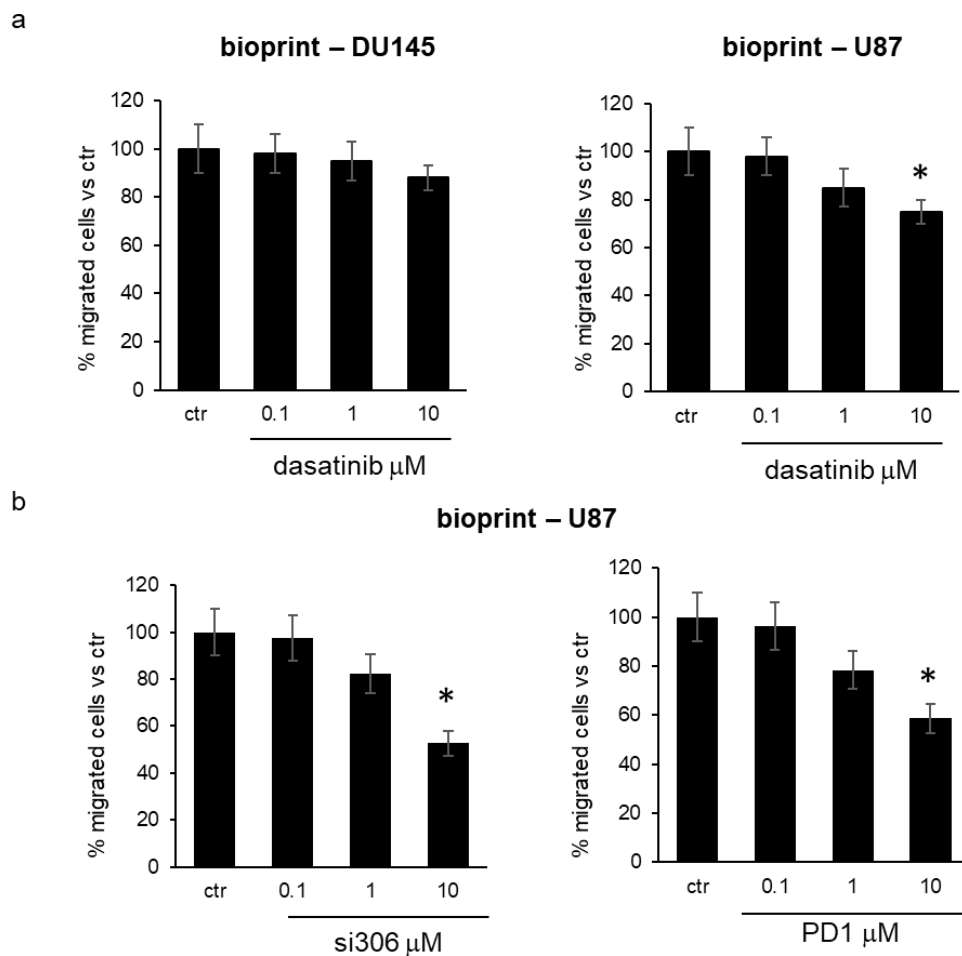 a
bioprint – DU145
% migrated cells vs ctr
120
100
80
60
40
20
0
ctr 0.1 1 10
dasatinib μM
bioprint – U87
% migrated cells vs ctr
120
100
80
60
40
20
0
*
ctr 0.1 1 10
dasatinib μM
b
bioprint – U87
% migrated cells vs ctr
120
100
80
60
40
20
0
*
ctr 0.1 1 10
si306 μM
% migrated cells vs ctr
120
100
80
60
40
20
0
*
ctr 0.1 1 10
PD1 μM